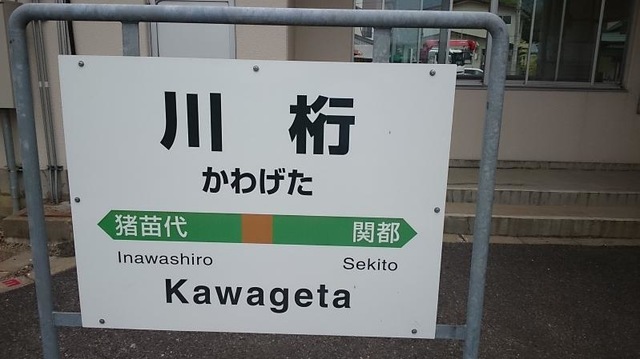 川桁
かわげた
猪苗代 関都
Inawashiro Sekito
Kawageta